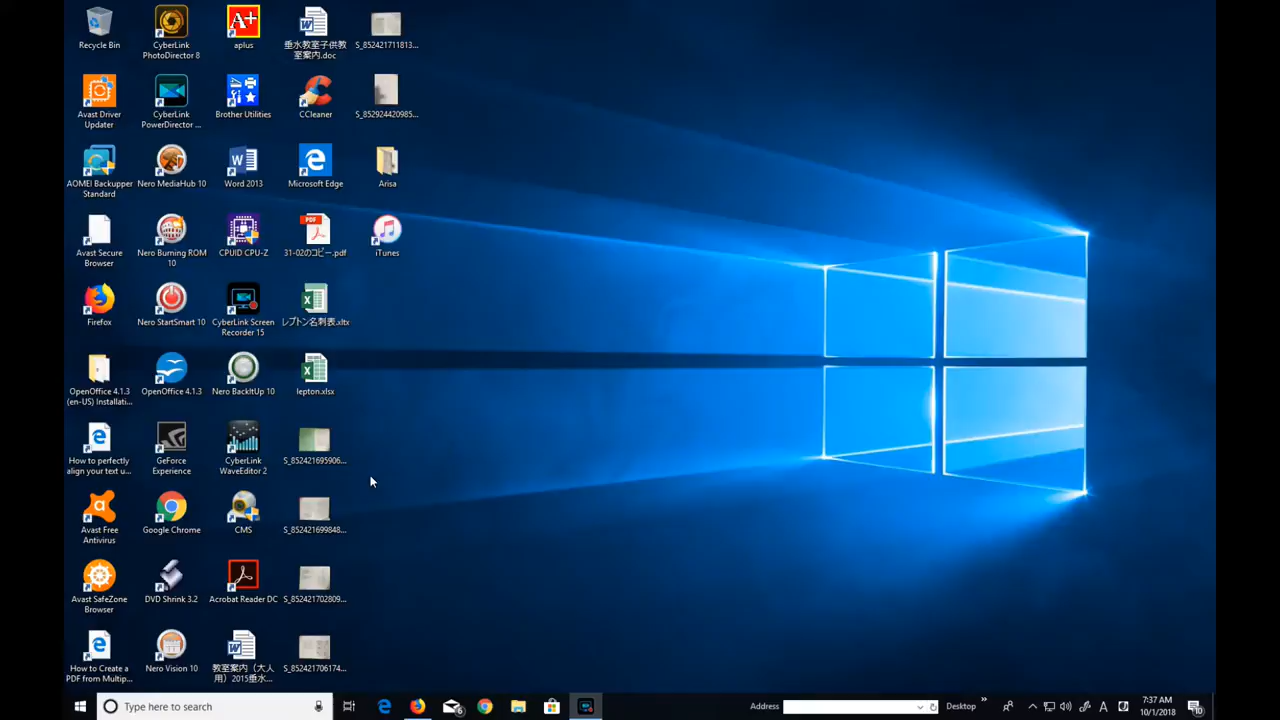 Recycle Bin
CyberLink
PhotoDirector 8
A+
aplus
垂水教室子供教
室案内.doc
S_852421711813...
Avast Driver
Updater
CyberLink
PowerDirector ...
Brother Utilities
CCleaner
S_852924420985...
AOMEI Backupper
Standard
Nero MediaHub 10
Word 2013
Microsoft Edge
Arisa
Avast Secure
Browser
Nero Burning ROM
10
CPUID CPU-Z
PDF
31-02のコピー.pdf
iTunes
Firefox
Nero StartSmart 10
CyberLink Screen
Recorder 15
レプトン名刺表.xltx
OpenOffice 4.1.3
(en-US) Installati...
OpenOffice 4.1.3
Nero BackItUp 10
lepton.xlsx
How to perfectly
align your text u...
GeForce
Experience
CyberLink
WaveEditor 2
S_852421695906...
Avast Free
Antivirus
Google Chrome
CMS
S_852421699848...
Avast SafeZone
Browser
DVD Shrink 3.2
Acrobat Reader DC
S_852421702809...
How to Create a
PDF from Multip...
Nero Vision 10
教室案内（大人
用）2015垂水...
S_852421706174...
Type here to search
6
Address
Desktop
A
7:37 AM
10/1/2018
10